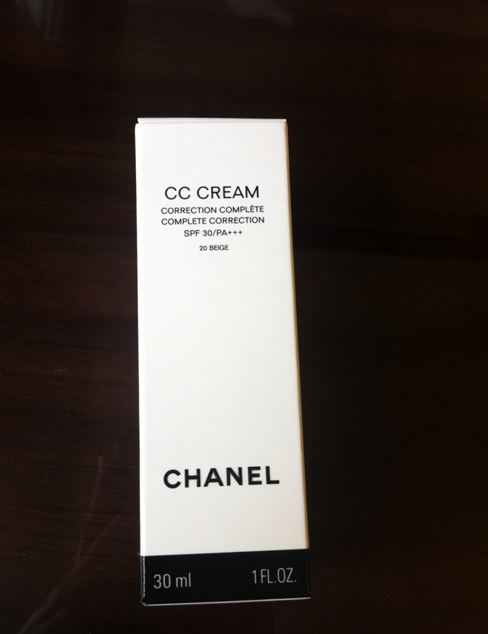 CC CREAM
CORRECTION COMPLÈTE
COMPLETE CORRECTION
SPF 30/PA+++
20 BEIGE
CHANEL
30 ml 1 FL.OZ.